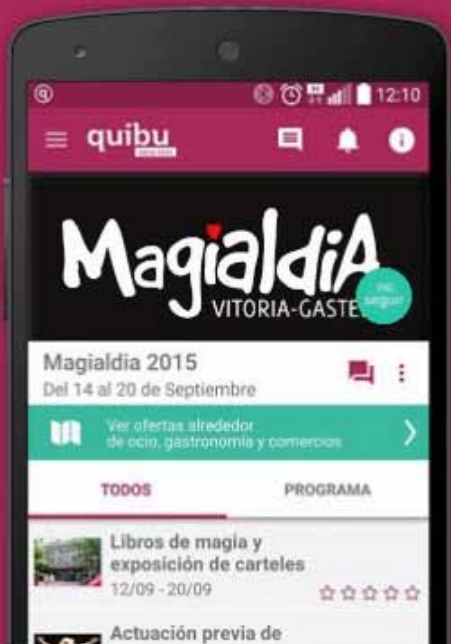 12:10
quibu
Magialdia
VITORIA-GASTE
no
seguir
Magialdia 2015
Del 14 al 20 de Septiembre
Ver ofertas alrededor
de ocio, gastronomía y comercios
TODOS
PROGRAMA
Libros de magia y
exposición de carteles
12/09 - 20/09
Actuación previa de